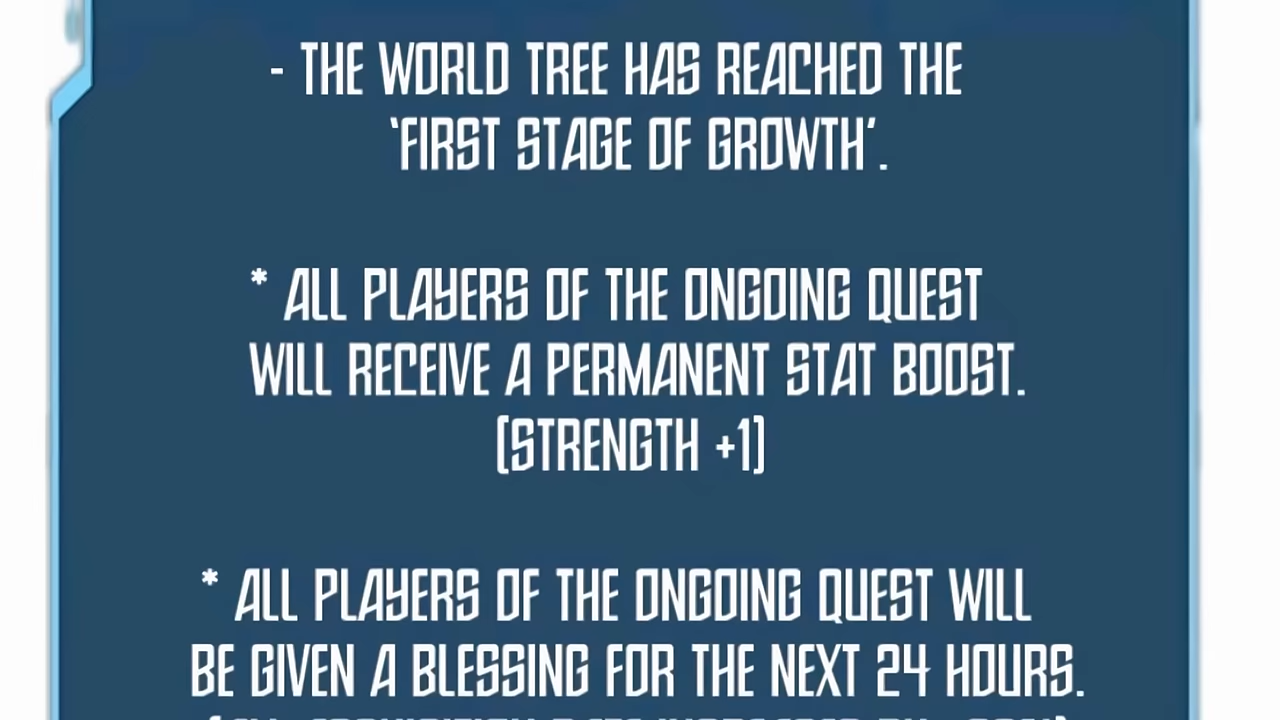 - THE WORLD TREE HAS REACHED THE
'FIRST STAGE OF GROWTH'.
* ALL PLAYERS OF THE ONGOING QUEST
WILL RECEIVE A PERMANENT STAT BOOST.
[STRENGTH +1]
* ALL PLAYERS OF THE ONGOING QUEST WILL
BE GIVEN A BLESSING FOR THE NEXT 24 HOURS.